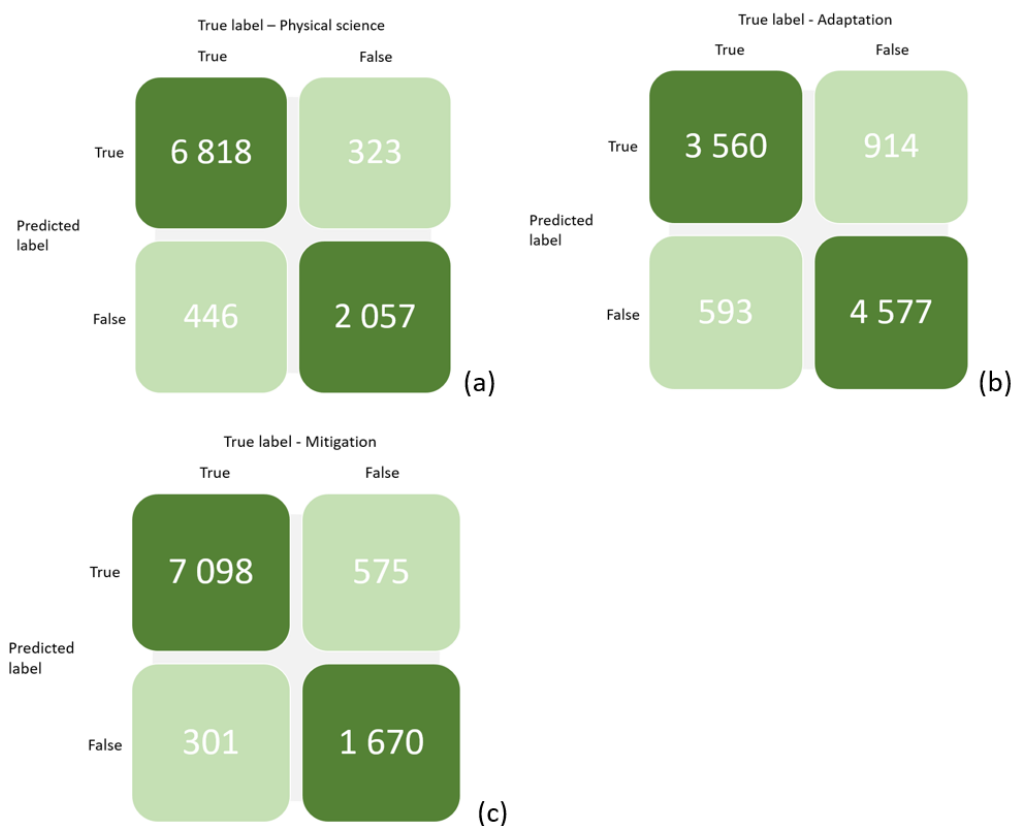 True label – Physical science
True False
True 6 818 323
Predicted
label
False 446 2 057
(a)
True label - Adaptation
True False
True 3 560 914
Predicted
label
False 593 4 577
(b)
True label - Mitigation
True False
True 7 098 575
Predicted
label
False 301 1 670
(c)